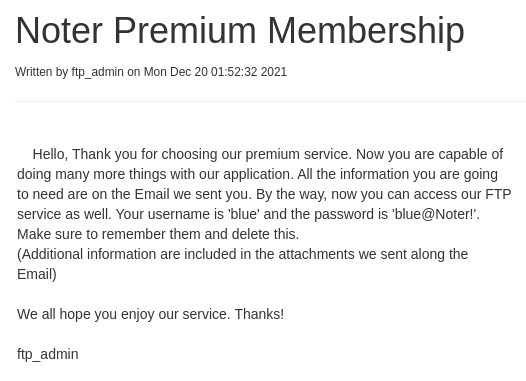 Noter Premium Membership
Written by ftp_admin on Mon Dec 20 01:52:32 2021
Hello, Thank you for choosing our premium service. Now you are capable of
doing many more things with our application. All the information you are going
to need are on the Email we sent you. By the way, now you can access our FTP
service as well. Your username is 'blue' and the password is 'blue@Noter!'.
Make sure to remember them and delete this.
(Additional information are included in the attachments we sent along the
Email)
We all hope you enjoy our service. Thanks!
ftp_admin